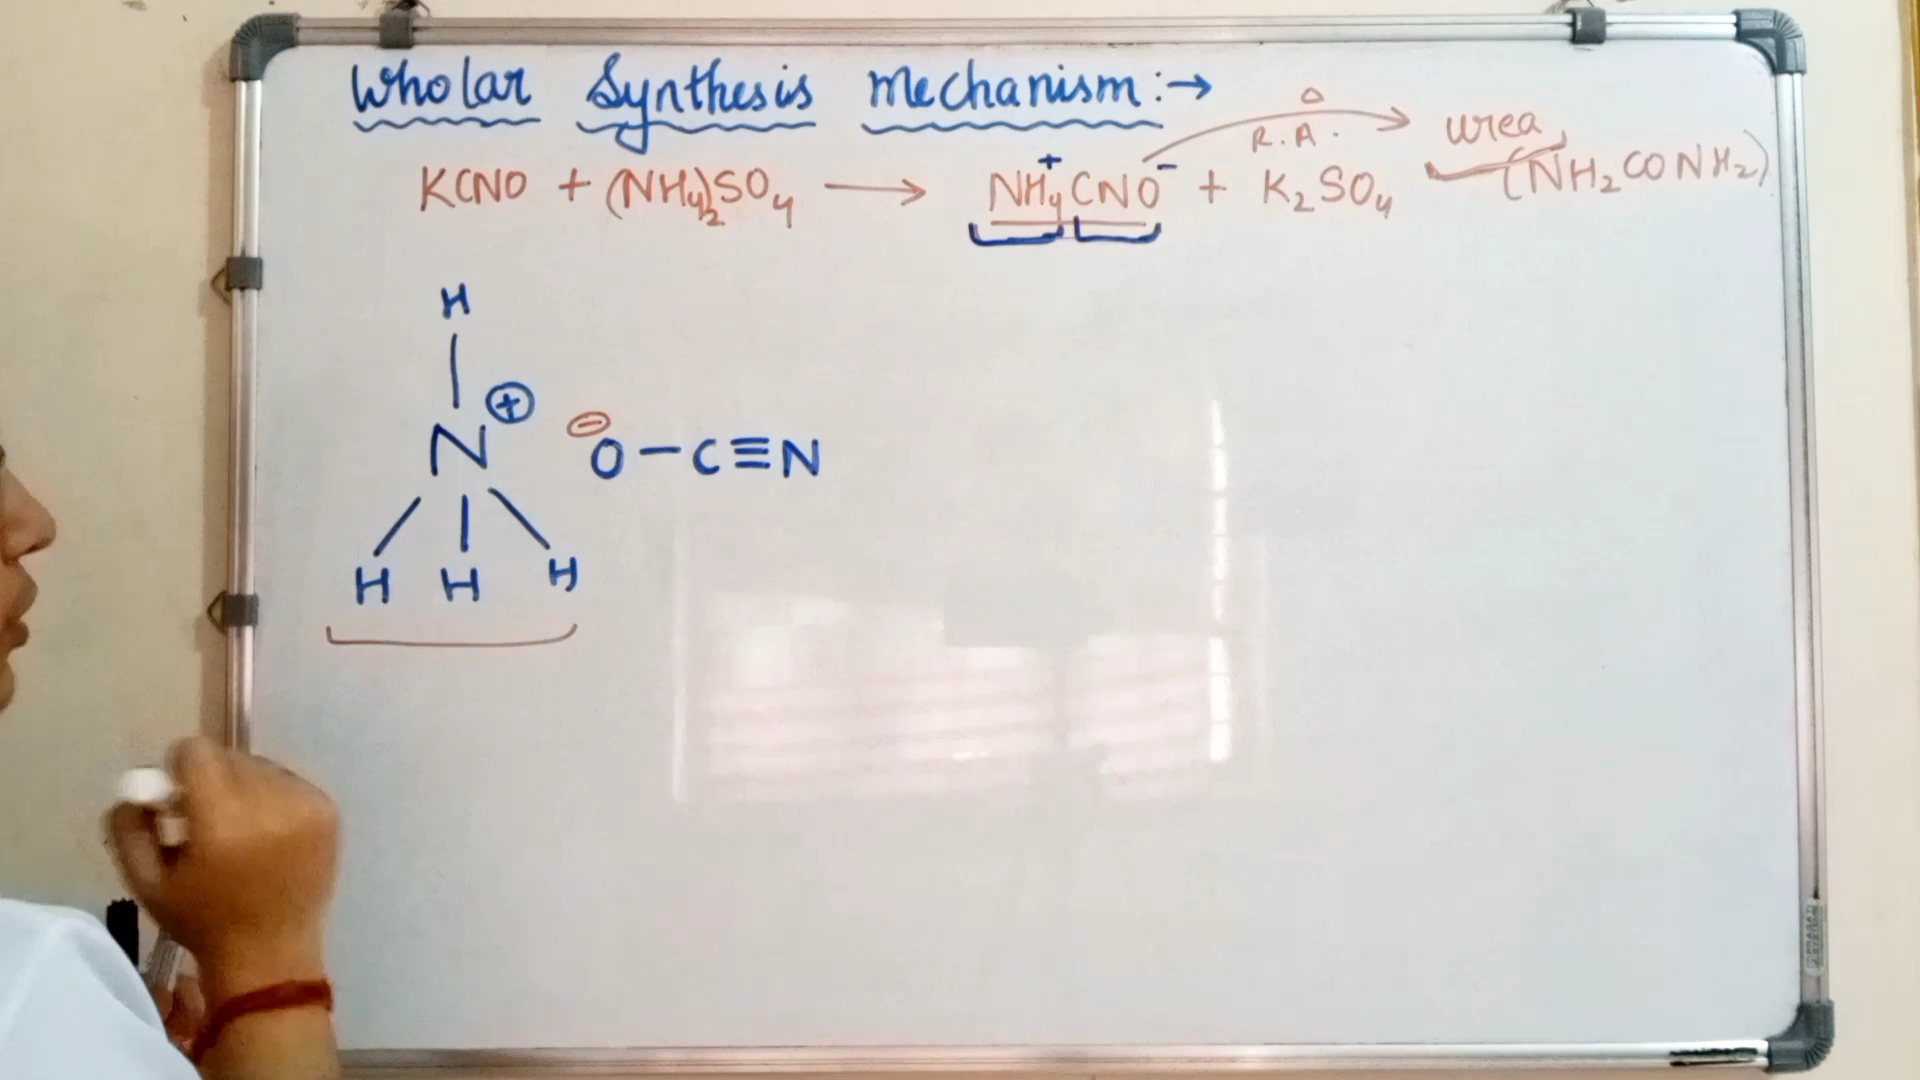 Wholar Synthesis mechanism:→
Δ
R.A.
urea,
KCNO + (NH₄)₂SO₄ ⟶ NH₄⁺CNO⁻ + K₂SO₄ (NH₂CONH₂)
H
N ⊕ ⊖O−C≡N
H H H